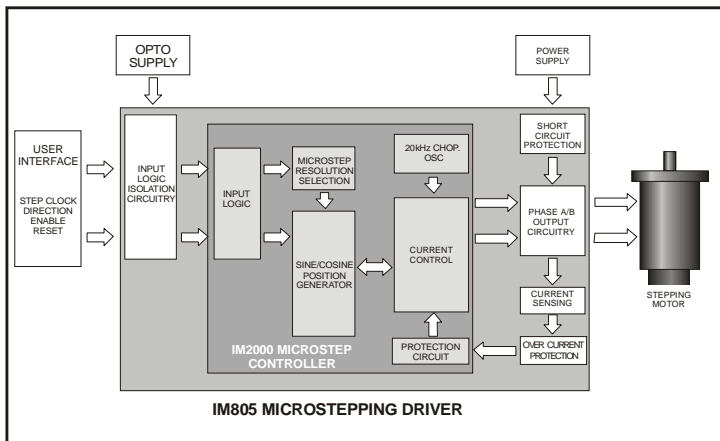 OPTO
SUPPLY
POWER
SUPPLY
USER
INTERFACE
STEP CLOCK
DIRECTION
ENABLE
RESET
INPUT
LOGIC
ISOLATION
CIRCUITRY
INPUT
LOGIC
MICROSTEP
RESOLUTION
SELECTION
SINE/COSINE
POSITION
GENERATOR
20kHz CHOP.
OSC
CURRENT
CONTROL
PROTECTION
CIRCUIT
IM2000 MICROSTEP
CONTROLLER
SHORT
CIRCUIT
PROTECTION
PHASE A/B
OUTPUT
CIRCUITRY
CURRENT
SENSING
OVER CURRENT
PROTECTION
STEPPING
MOTOR
IM805 MICROSTEPPING DRIVER